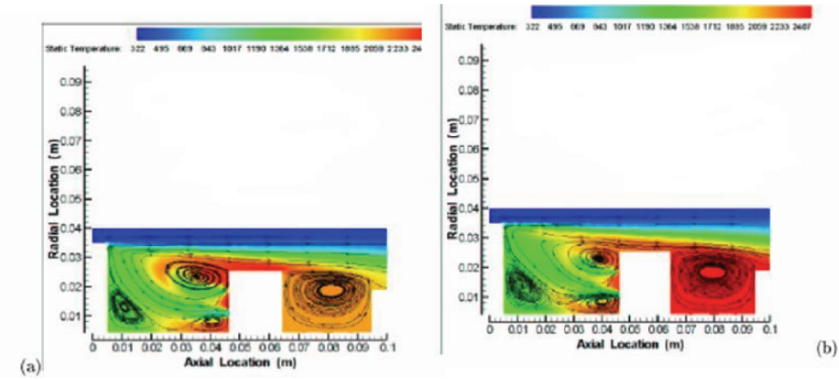 Static Temperature: 322 495 669 943 1017 1190 1364 1538 1712 1885 2059 2233 24
Radial Location (m)
0.09
0.08
0.07
0.06
0.05
0.04
0.03
0.02
0.01
0 0.01 0.02 0.03 0.04 0.05 0.06 0.07 0.08 0.09 0.1
Axial Location (m)
(a)
Static Temperature: 322 495 669 943 1017 1190 1364 1538 1712 1885 2059 2233 2407
Radial Location (m)
0.09
0.08
0.07
0.06
0.05
0.04
0.03
0.02
0.01
0 0.01 0.02 0.03 0.04 0.05 0.06 0.07 0.08 0.09 0.1
Axial Location (m)
(b)